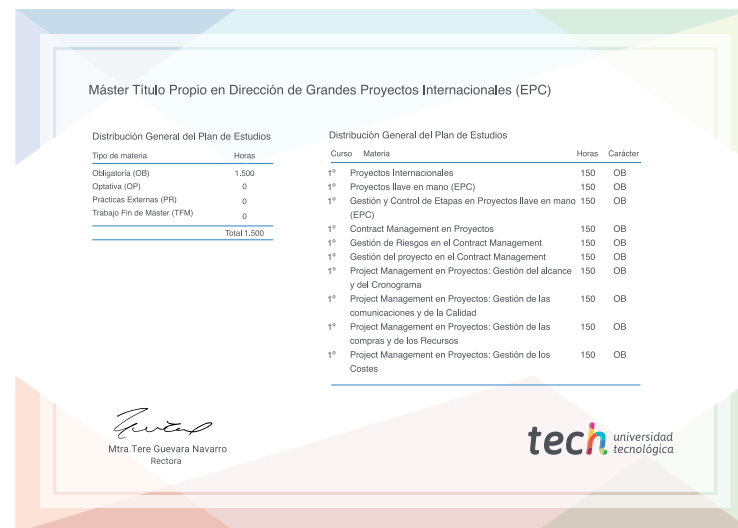 Máster Título Propio en Dirección de Grandes Proyectos Internacionales (EPC)
Distribución General del Plan de Estudios
Tipo de materia Horas
Obligatoria (OB) 1.500
Optativa (OP) 0
Prácticas Externas (PR) 0
Trabajo Fin de Máster (TFM) 0
Total 1.500
Distribución General del Plan de Estudios
Curso Materia Horas Carácter
1º Proyectos Internacionales 150 OB
1º Proyectos llave en mano (EPC) 150 OB
1º Gestión y Control de Etapas en Proyectos llave en mano 150 OB
(EPC)
1º Contract Management en Proyectos 150 OB
1º Gestión de Riesgos en el Contract Management 150 OB
1º Gestión del proyecto en el Contract Management 150 OB
1º Project Management en Proyectos: Gestión del alcance 150 OB
y del Cronograma
1º Project Management en Proyectos: Gestión de las 150 OB
comunicaciones y de la Calidad
1º Project Management en Proyectos: Gestión de las 150 OB
compras y de los Recursos
1º Project Management en Proyectos: Gestión de los 150 OB
Costes
Mtra.Tere Guevara Navarro
Rectora
tech universidad
tecnológica